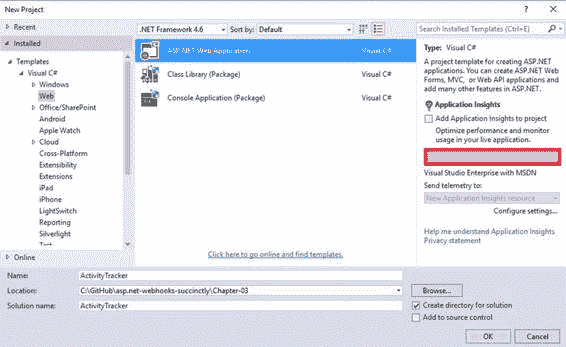 New Project
Recent
Installed
Templates
Visual C#
Windows
Web
Office/SharePoint
Android
Apple Watch
Cloud
Cross-Platform
Extensibility
Extensions
iPad
iPhone
LightSwitch
Reporting
Silverlight
Test
Online
.NET Framework 4.6
Sort by:
Default
ASP.NET Web Application
Visual C#
Class Library (Package)
Visual C#
Console Application (Package)
Visual C#
Click here to go online and find templates.
Search Installed Templates (Ctrl+E)
Type: Visual C#
A project template for creating ASP.NET
applications. You can create ASP.NET Web
Forms, MVC, or Web API applications and
add many other features in ASP.NET.
Application Insights
Add Application Insights to project
Optimize performance and monitor
usage in your live application.
Visual Studio Enterprise with MSDN
Send telemetry to:
New Application Insights resource
Configure settings...
Help me understand Application Insights
Privacy statement
Name:
ActivityTracker
Location:
C:\GitHub\asp.net-webhooks-succinctly\Chapter-03
Browse...
Solution name:
ActivityTracker
Create directory for solution
Add to source control
OK
Cancel